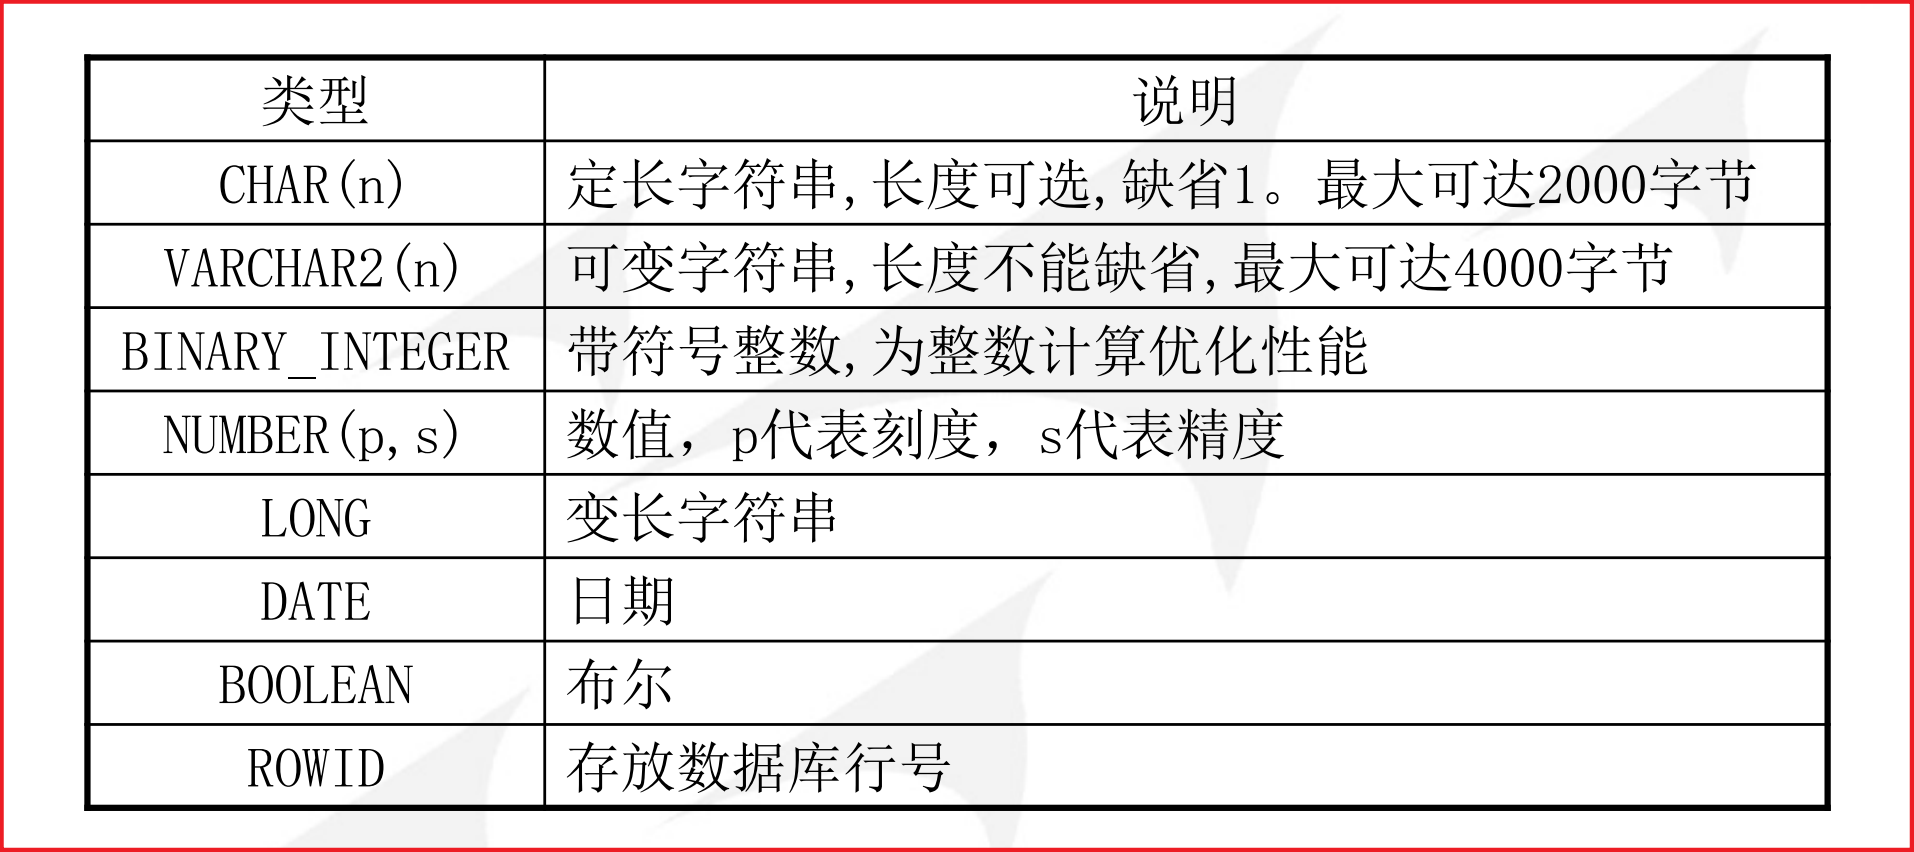 类型 说明
CHAR(n) 定长字符串,长度可选,缺省1。最大可达2000字节
VARCHAR2(n) 可变字符串,长度不能缺省,最大可达4000字节
BINARY_INTEGER 带符号整数,为整数计算优化性能
NUMBER(p,s) 数值，p代表刻度，s代表精度
LONG 变长字符串
DATE 日期
BOOLEAN 布尔
ROWID 存放数据库行号